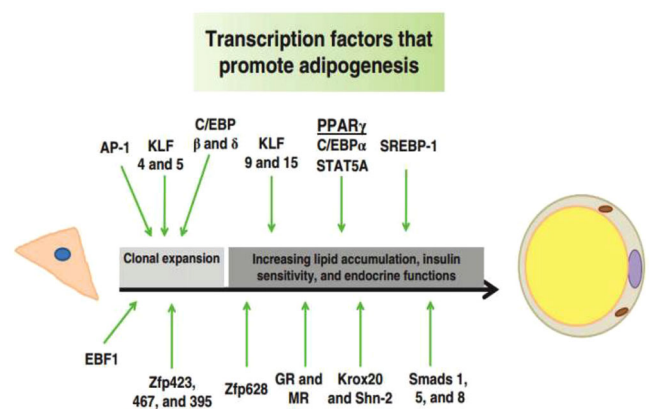 Transcription factors that
promote adipogenesis
AP-1
KLF
4 and 5
C/EBP
β and δ
KLF
9 and 15
PPARγ
C/EBPα
STAT5A
SREBP-1
Clonal expansion
Increasing lipid accumulation, insulin
sensitivity, and endocrine functions
EBF1
Zfp423,
467, and 395
Zfp628
GR and
MR
Krox20
and Shn-2
Smads 1,
5, and 8